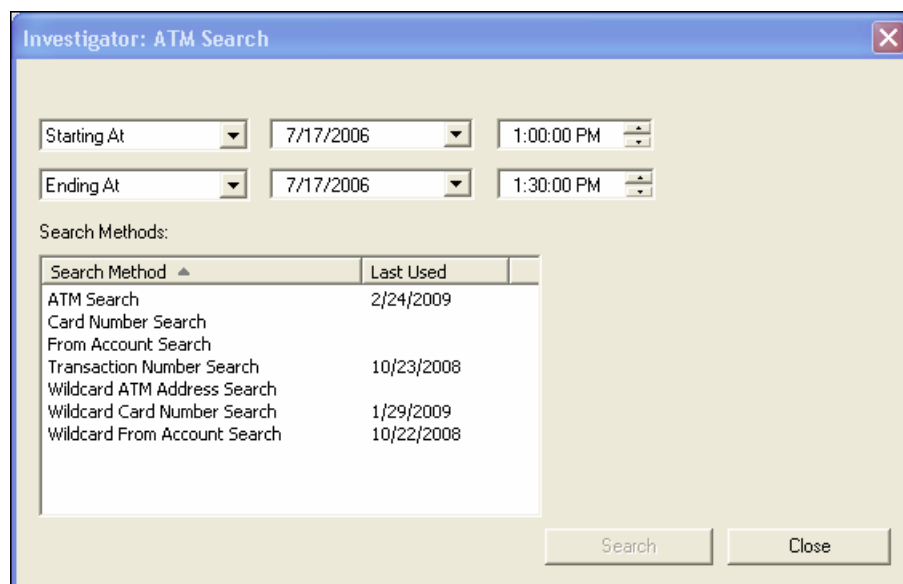 Investigator: ATM Search
Starting At 7/17/2006 1:00:00 PM
Ending At 7/17/2006 1:30:00 PM
Search Methods:
Search Method Last Used
ATM Search 2/24/2009
Card Number Search
From Account Search
Transaction Number Search 10/23/2008
Wildcard ATM Address Search
Wildcard Card Number Search 1/29/2009
Wildcard From Account Search 10/22/2008
Search Close